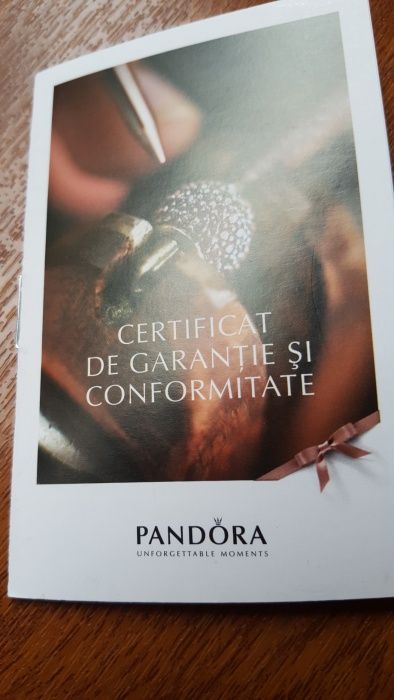 CERTIFICAT
DE GARANȚIE ȘI
CONFORMITATE
PANDORA
UNFORGETTABLE MOMENTS